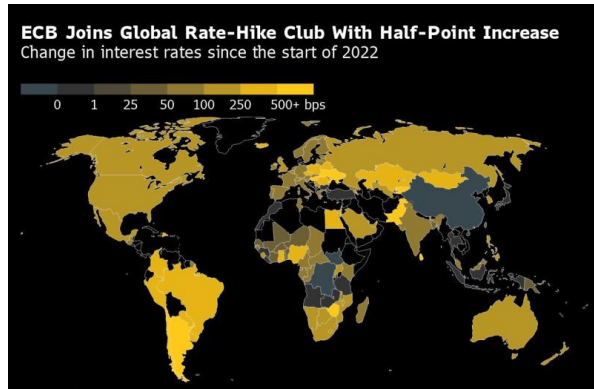 ECB Joins Global Rate-Hike Club With Half-Point Increase
Change in interest rates since the start of 2022
0 1 25 50 100 250 500+ bps